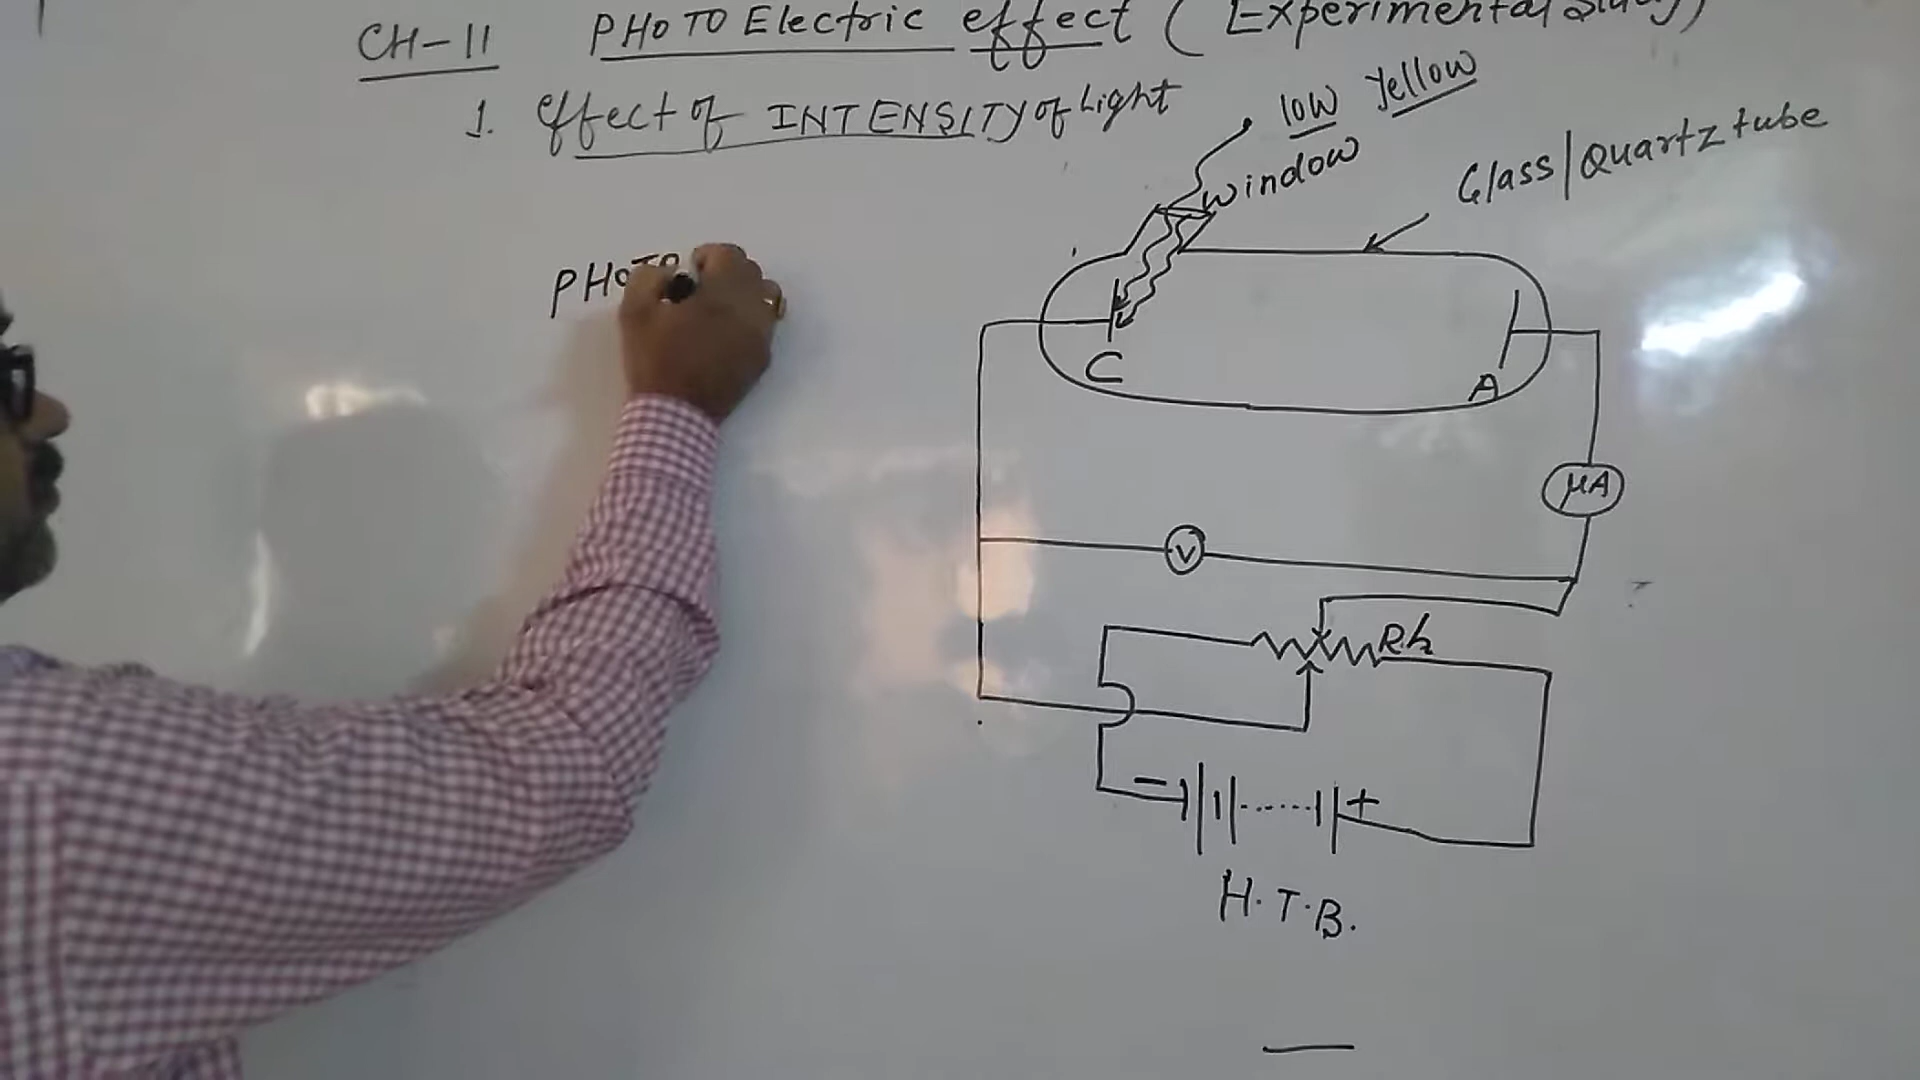 CH-11 PHOTO Electric effect ( Experimental Study)
1. Effect of INTENSITY of Light
low Yellow
window
Glass/Quartz tube
PHOTO
C
A
μA
V
Rh
- +
H.T.B.